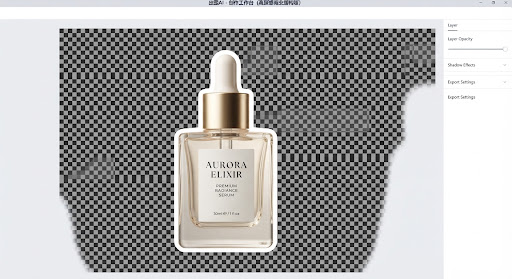 Layer
Layer Opacity
Shadow Effects
Export Settings
Export Settings
AURORA
ELIXIR
PREMIUM
RADIANCE
SERUM